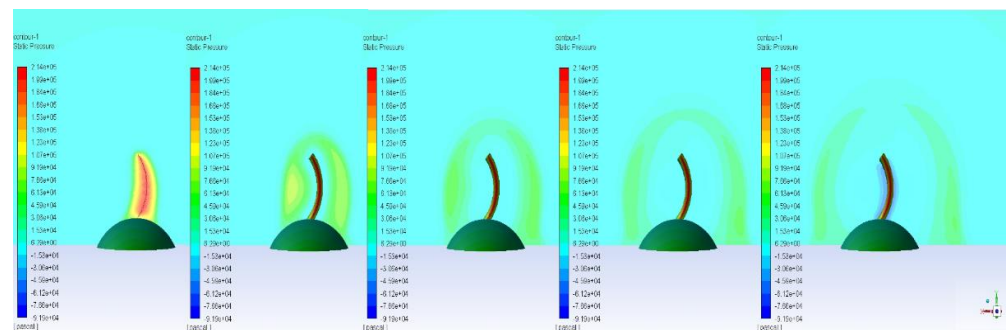 contour-1
Static Pressure
2.14e+05
1.99e+05
1.84e+05
1.68e+05
1.53e+05
1.38e+05
1.23e+05
1.07e+05
9.19e+04
7.66e+04
6.13e+04
4.59e+04
3.06e+04
1.53e+04
6.29e+00
-1.53e+04
-3.06e+04
-4.59e+04
-6.12e+04
-7.66e+04
-9.19e+04
[ pascal ]
contour-1
Static Pressure
2.14e+05
1.99e+05
1.84e+05
1.68e+05
1.53e+05
1.38e+05
1.23e+05
1.07e+05
9.19e+04
7.66e+04
6.13e+04
4.59e+04
3.06e+04
1.53e+04
6.29e+00
-1.53e+04
-3.06e+04
-4.59e+04
-6.12e+04
-7.66e+04
-9.19e+04
[ pascal ]
contour-1
Static Pressure
2.14e+05
1.99e+05
1.84e+05
1.68e+05
1.53e+05
1.38e+05
1.23e+05
1.07e+05
9.19e+04
7.66e+04
6.13e+04
4.59e+04
3.06e+04
1.53e+04
6.29e+00
-1.53e+04
-3.06e+04
-4.59e+04
-6.12e+04
-7.66e+04
-9.19e+04
[ pascal ]
contour-1
Static Pressure
2.14e+05
1.99e+05
1.84e+05
1.68e+05
1.53e+05
1.38e+05
1.23e+05
1.07e+05
9.19e+04
7.66e+04
6.13e+04
4.59e+04
3.06e+04
1.53e+04
6.29e+00
-1.53e+04
-3.06e+04
-4.59e+04
-6.12e+04
-7.66e+04
-9.19e+04
[ pascal ]
contour-1
Static Pressure
2.14e+05
1.99e+05
1.84e+05
1.68e+05
1.53e+05
1.38e+05
1.23e+05
1.07e+05
9.19e+04
7.66e+04
6.13e+04
4.59e+04
3.06e+04
1.53e+04
6.29e+00
-1.53e+04
-3.06e+04
-4.59e+04
-6.12e+04
-7.66e+04
-9.19e+04
[ pascal ]